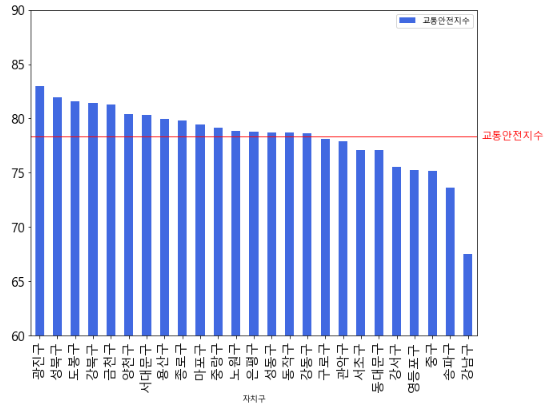 90
85
80
75
70
65
60
교통안전지수
교통안전지수
광진구
성북구
도봉구
강북구
금천구
양천구
서대문구
용산구
종로구
마포구
중랑구
노원구
은평구
성동구
동작구
강동구
구로구
관악구
서초구
동대문구
강서구
영등포구
중구
송파구
강남구
자치구